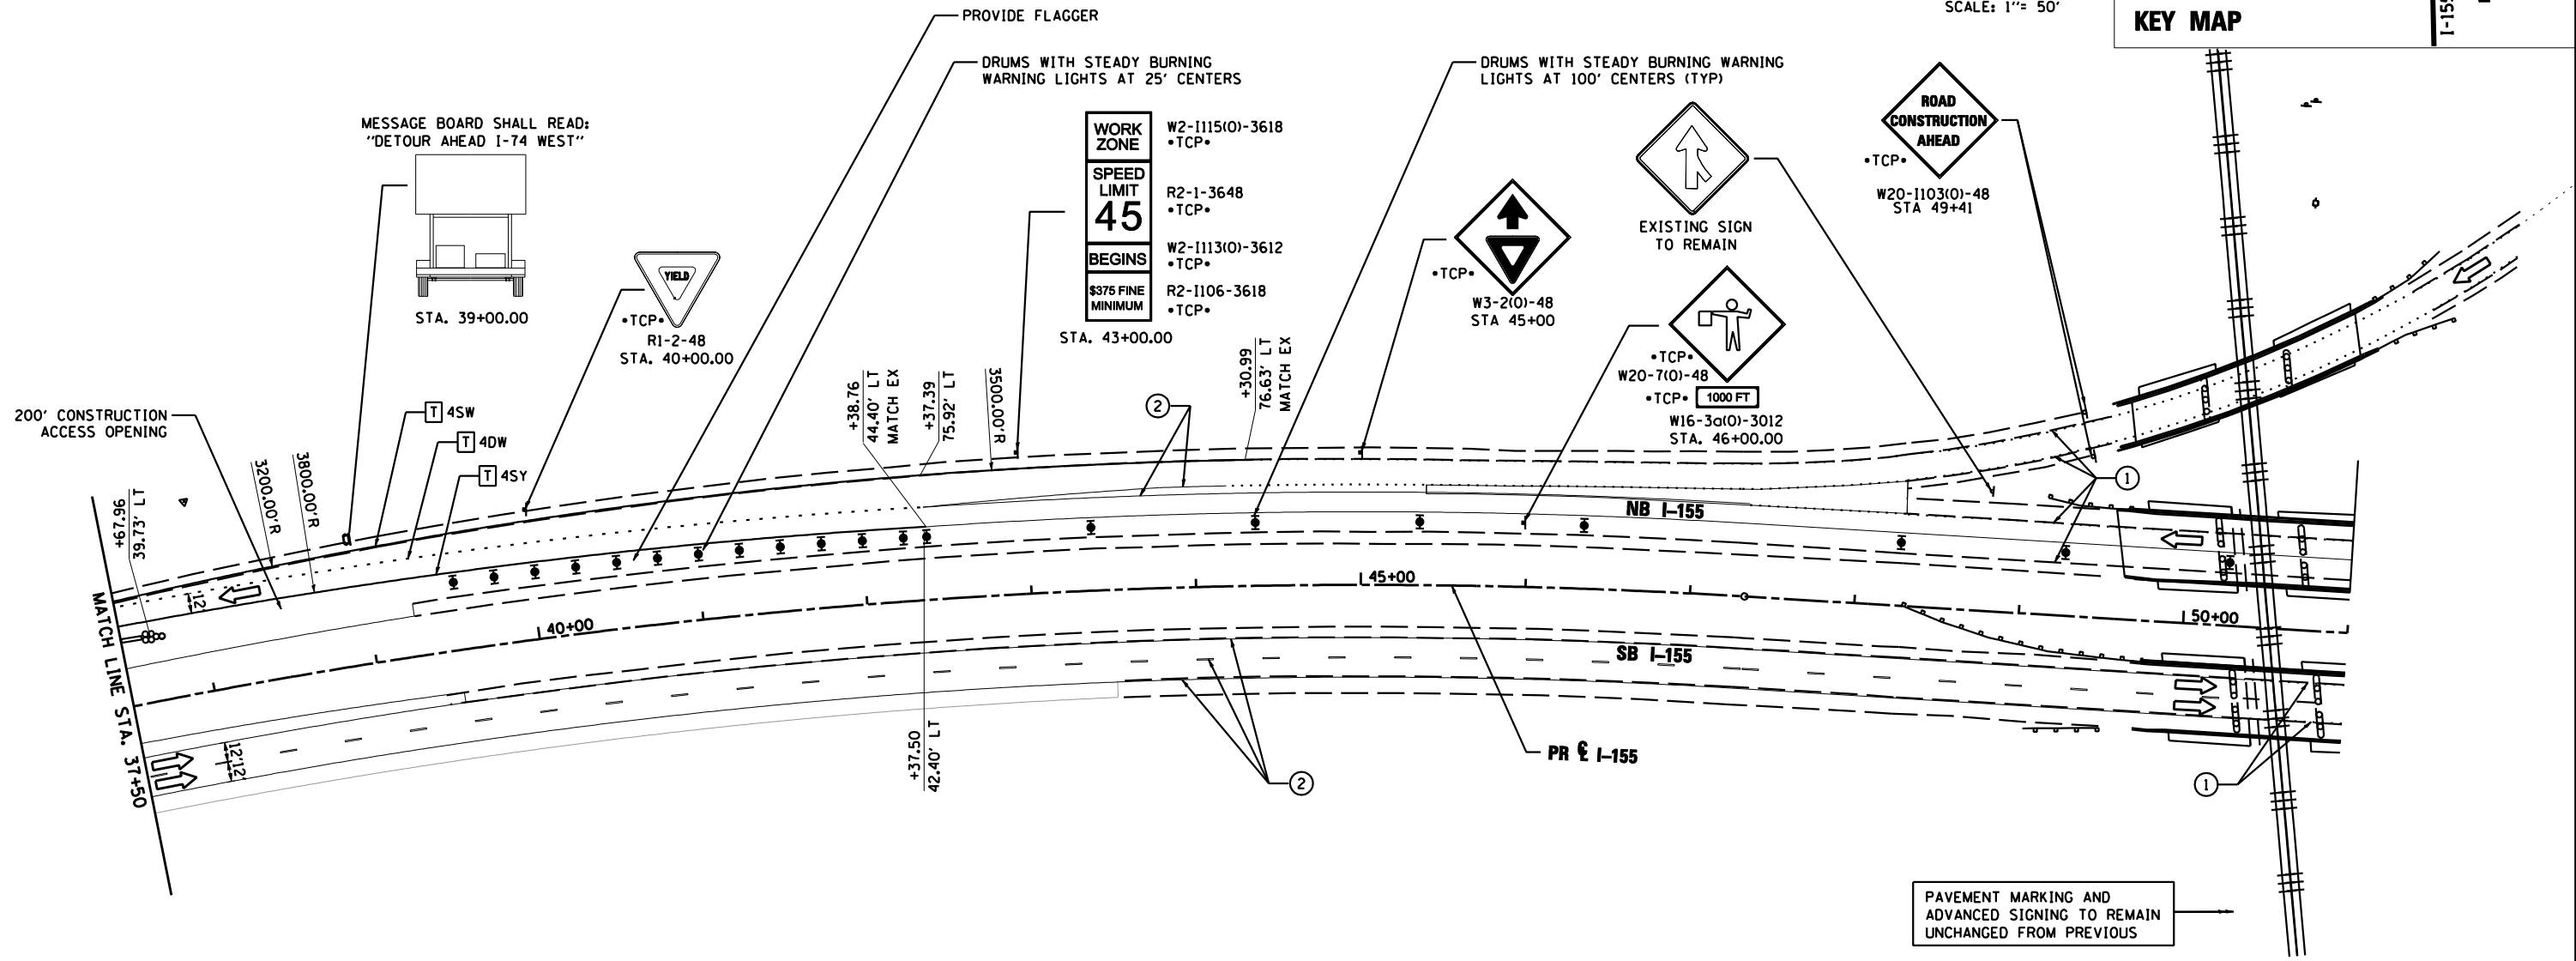 SCALE: 1"= 50'
KEY MAP
I-155
PROVIDE FLAGGER
DRUMS WITH STEADY BURNING
WARNING LIGHTS AT 25' CENTERS
DRUMS WITH STEADY BURNING WARNING
LIGHTS AT 100' CENTERS (TYP)
MESSAGE BOARD SHALL READ:
"DETOUR AHEAD I-74 WEST"
STA. 39+00.00
YIELD
•TCP•
R1-2-48
STA. 40+00.00
WORK
ZONE
W2-I115(O)-3618
•TCP•
SPEED
LIMIT
45
R2-1-3648
•TCP•
BEGINS
W2-I113(O)-3612
•TCP•
$375 FINE
MINIMUM
R2-I106-3618
•TCP•
STA. 43+00.00
•TCP•
W3-2(O)-48
STA 45+00
EXISTING SIGN
TO REMAIN
•TCP•
W20-7(O)-48
•TCP•
1000 FT
W16-3a(O)-3012
STA. 46+00.00
ROAD
CONSTRUCTION
AHEAD
•TCP•
W20-I103(O)-48
STA 49+41
200' CONSTRUCTION
ACCESS OPENING
T 4SW
T 4DW
T 4SY
+67.96
39.73' LT
3200.00'R
3800.00'R
+38.76
44.40' LT
MATCH EX
+37.39
75.92' LT
3500.00'R
+30.99
76.63' LT
MATCH EX
2
1
NB I-155
12'
40+00
45+00
50+00
SB I-155
MATCH LINE STA. 37+50
12'12'
+37.50
42.40' LT
PR ℄ I-155
2
1
PAVEMENT MARKING AND
ADVANCED SIGNING TO REMAIN
UNCHANGED FROM PREVIOUS